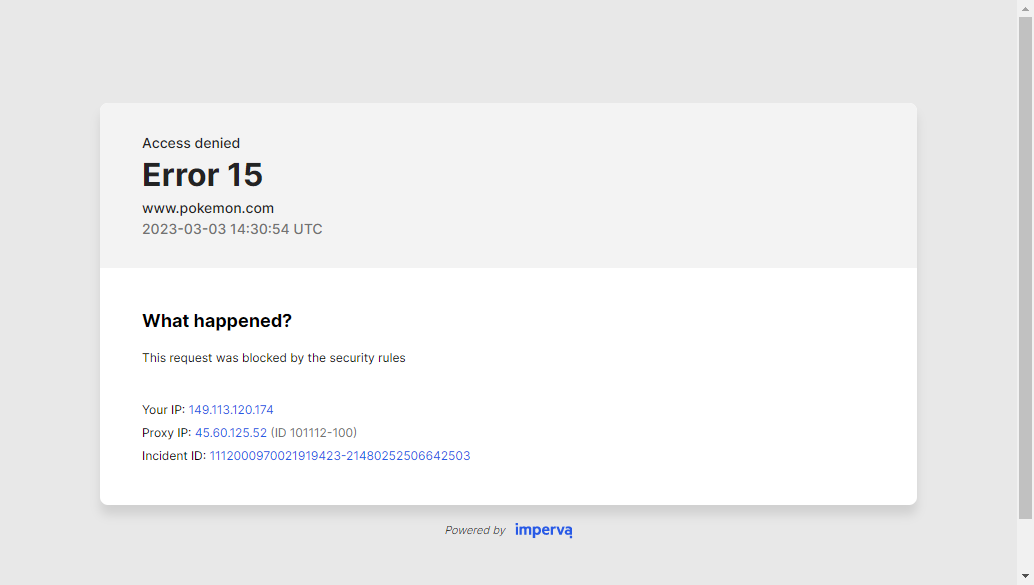 Access denied
Error 15
www.pokemon.com
2023-03-03 14:30:54 UTC
What happened?
This request was blocked by the security rules
Your IP: 149.113.120.174
Proxy IP: 45.60.125.52 (ID 101112-100)
Incident ID: 1112000970021919423-21480252506642503
Powered by imperva